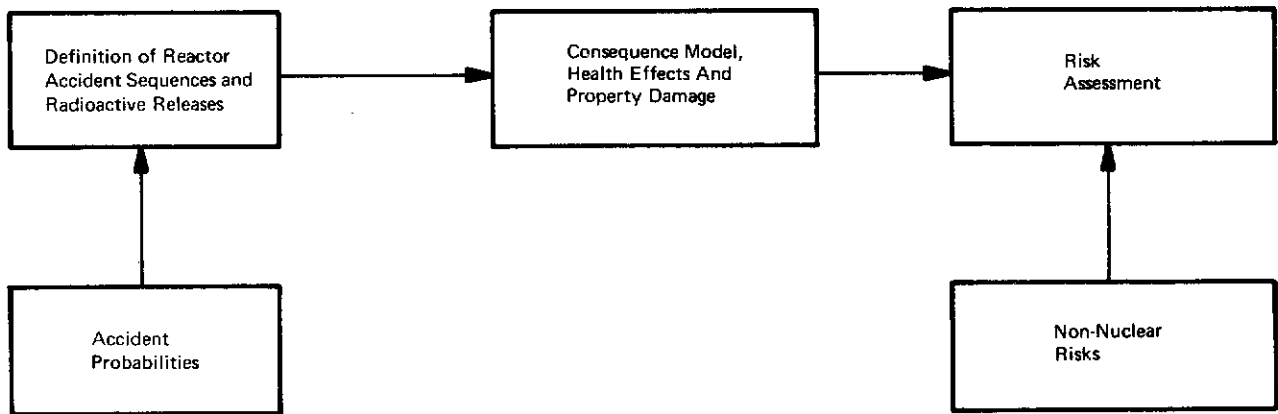 Definition of Reactor
Accident Sequences and
Radioactive Releases
Consequence Model,
Health Effects And
Property Damage
Risk
Assessment
Accident
Probabilities
Non-Nuclear
Risks